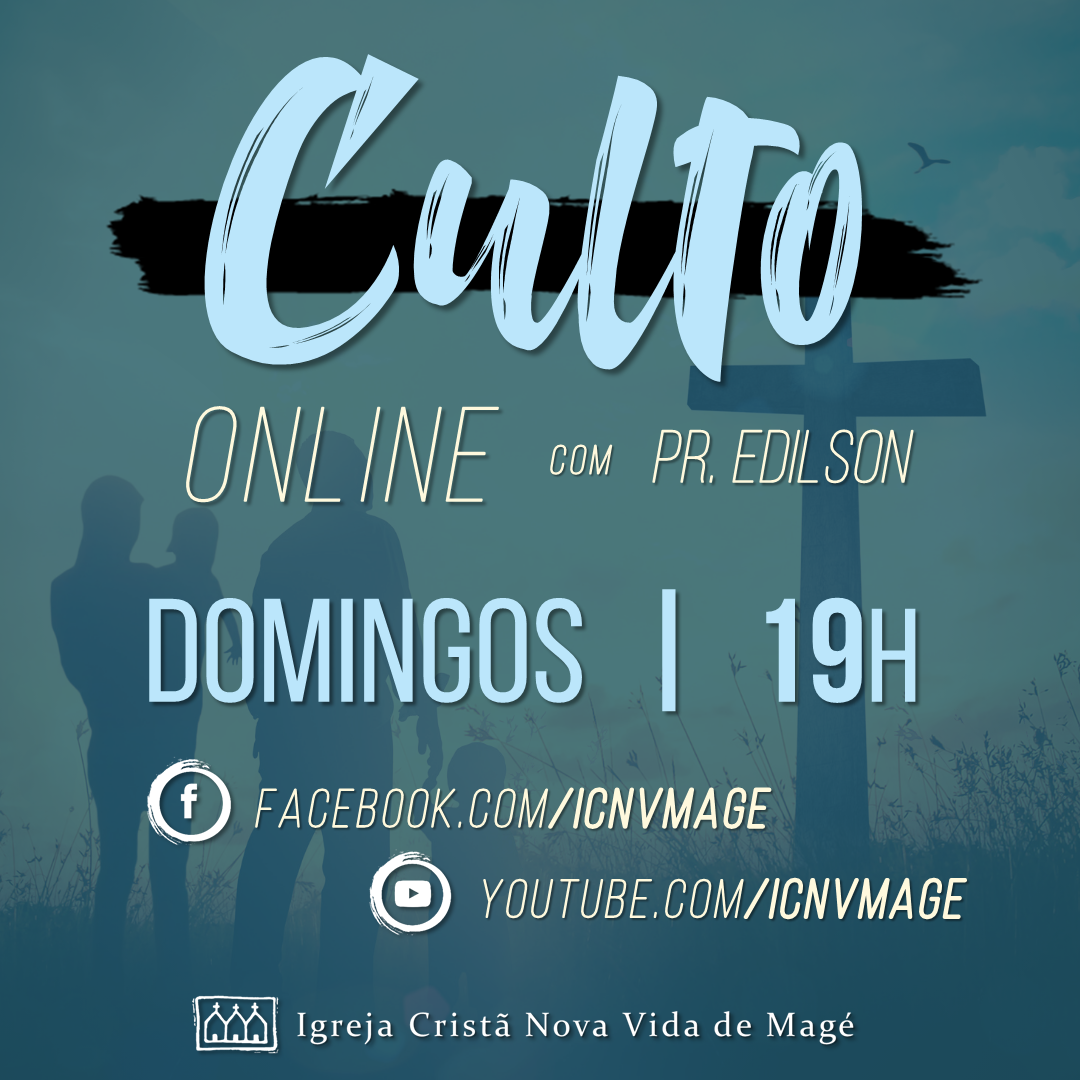 Culto
ONLINE COM PR. EDILSON
DOMINGOS | 19H
FACEBOOK.COM/ICNVMAGE
YOUTUBE.COM/ICNVMAGE
Igreja Cristã Nova Vida de Magé